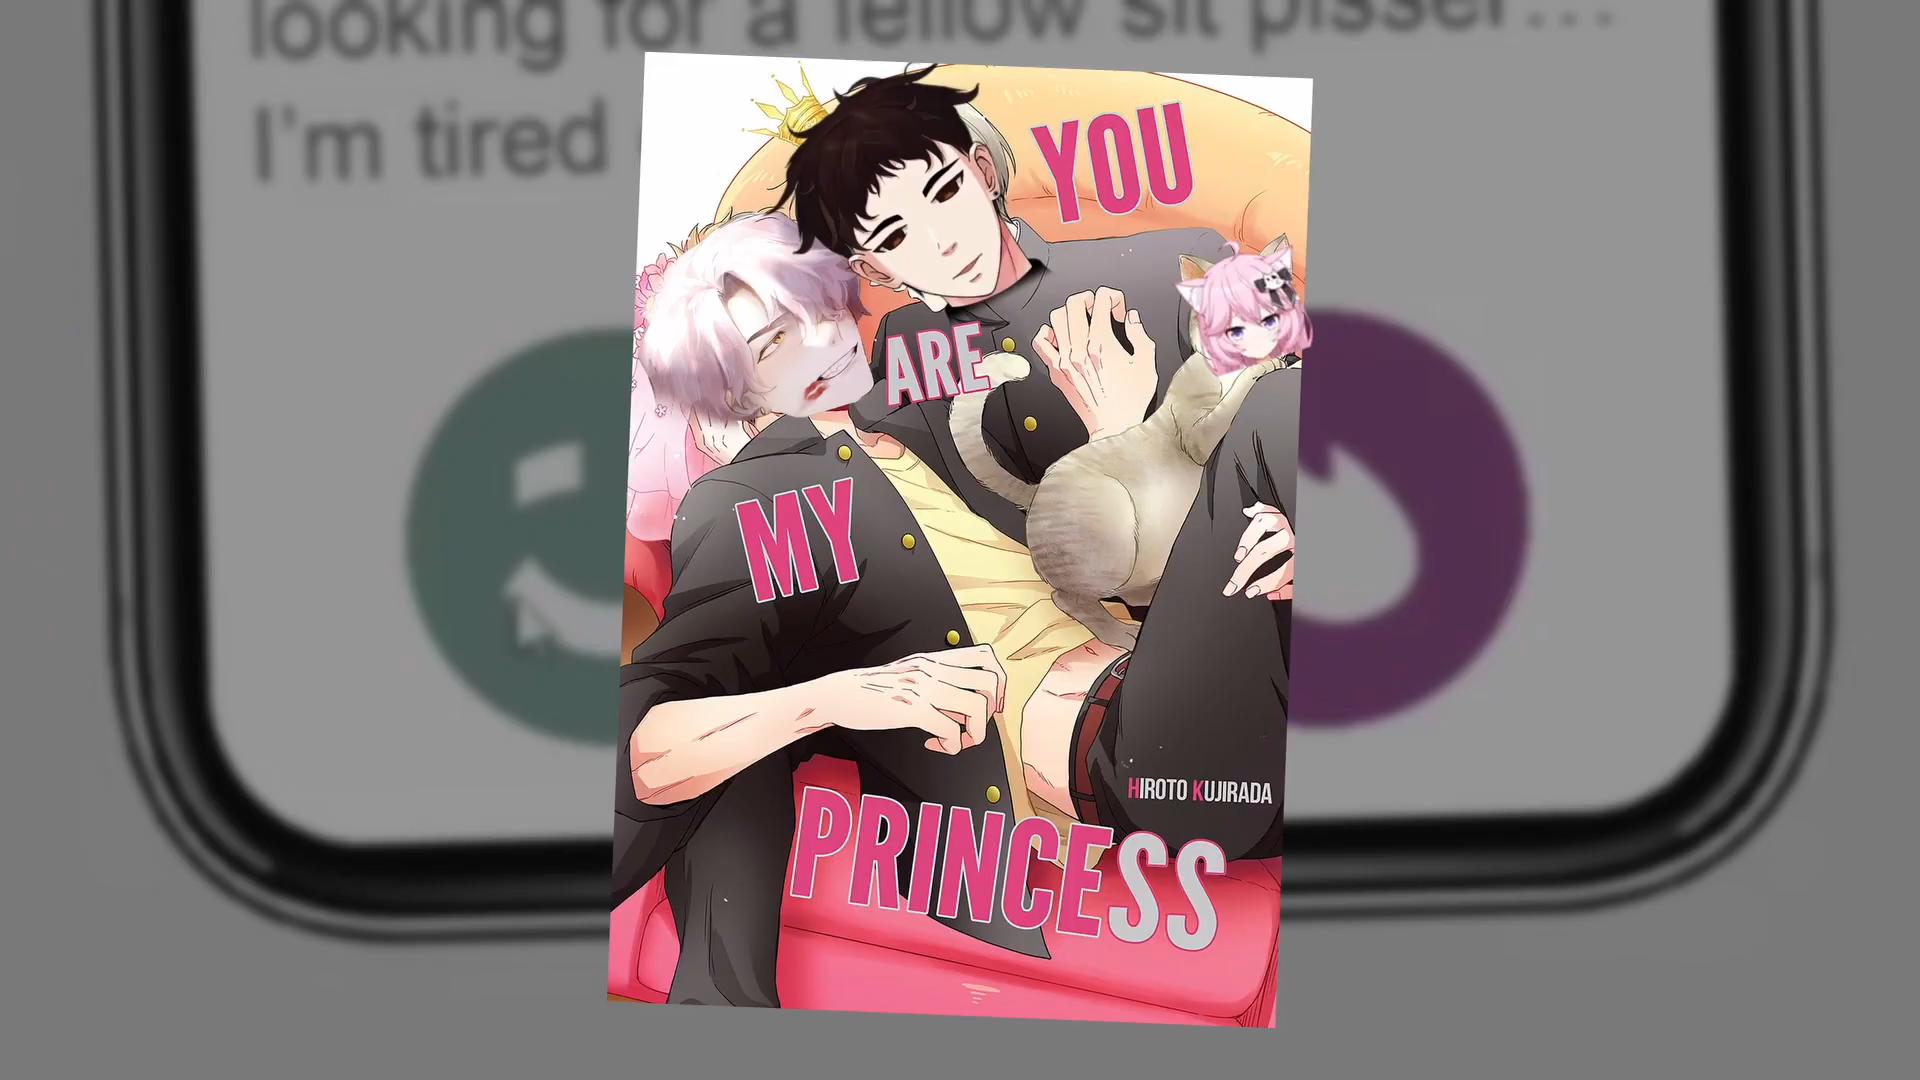 looking for a fellow sit pisser...
I'm tired
YOU
ARE
MY
HIROTO KUJIRADA
PRINCESS